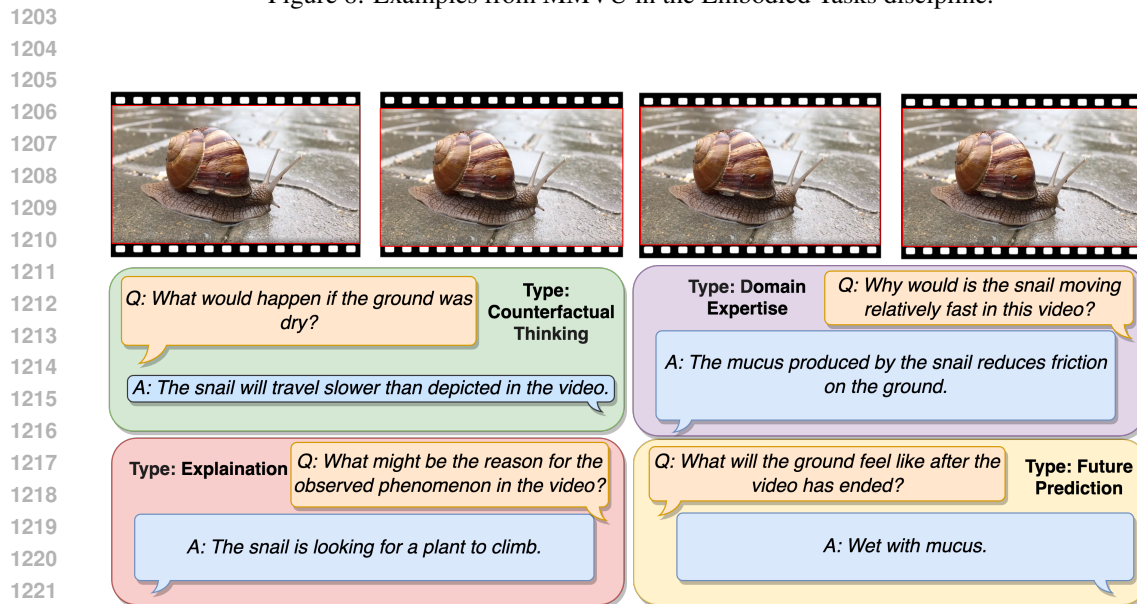 1203
1204
1205
1206
1207
1208
1209
1210
1211
1212
1213
1214
1215
1216
1217
1218
1219
1220
1221
Examples from in the Embodied Tasks discipline.
Q: What would happen if the ground was
dry?
Type:
Counterfactual
Thinking
A: The snail will travel slower than depicted in the video.
Type: Domain
Expertise
Q: Why would is the snail moving
relatively fast in this video?
A: The mucus produced by the snail reduces friction
on the ground.
Type: Explaination
Q: What might be the reason for the
observed phenomenon in the video?
A: The snail is looking for a plant to climb.
Q: What will the ground feel like after the
video has ended?
Type: Future
Prediction
A: Wet with mucus.